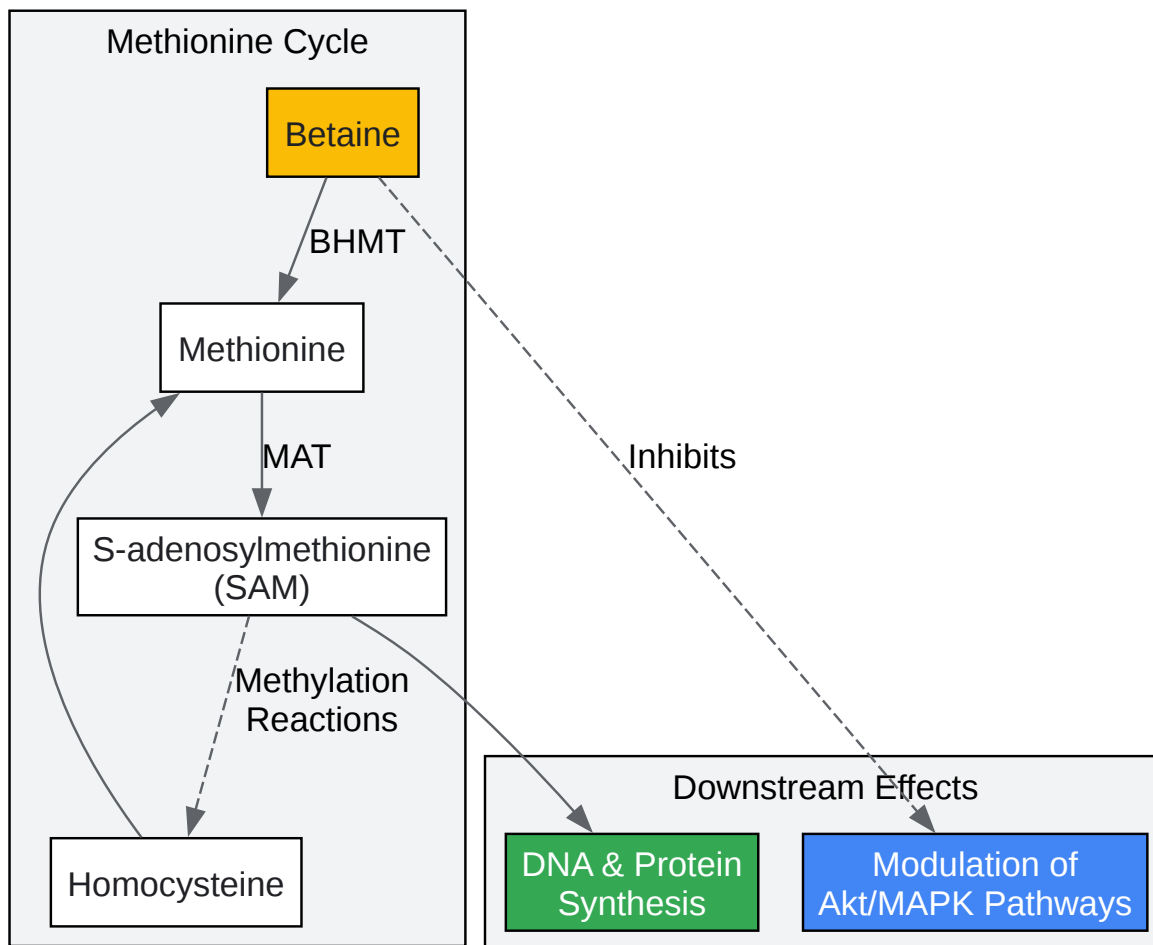 Methionine Cycle
Betaine
BHMT
Methionine
MAT
Inhibits
S-adenosylmethionine
(SAM)
Methylation
Reactions
Downstream Effects
Homocysteine
DNA & Protein
Synthesis
Modulation of
Akt/MAPK Pathways